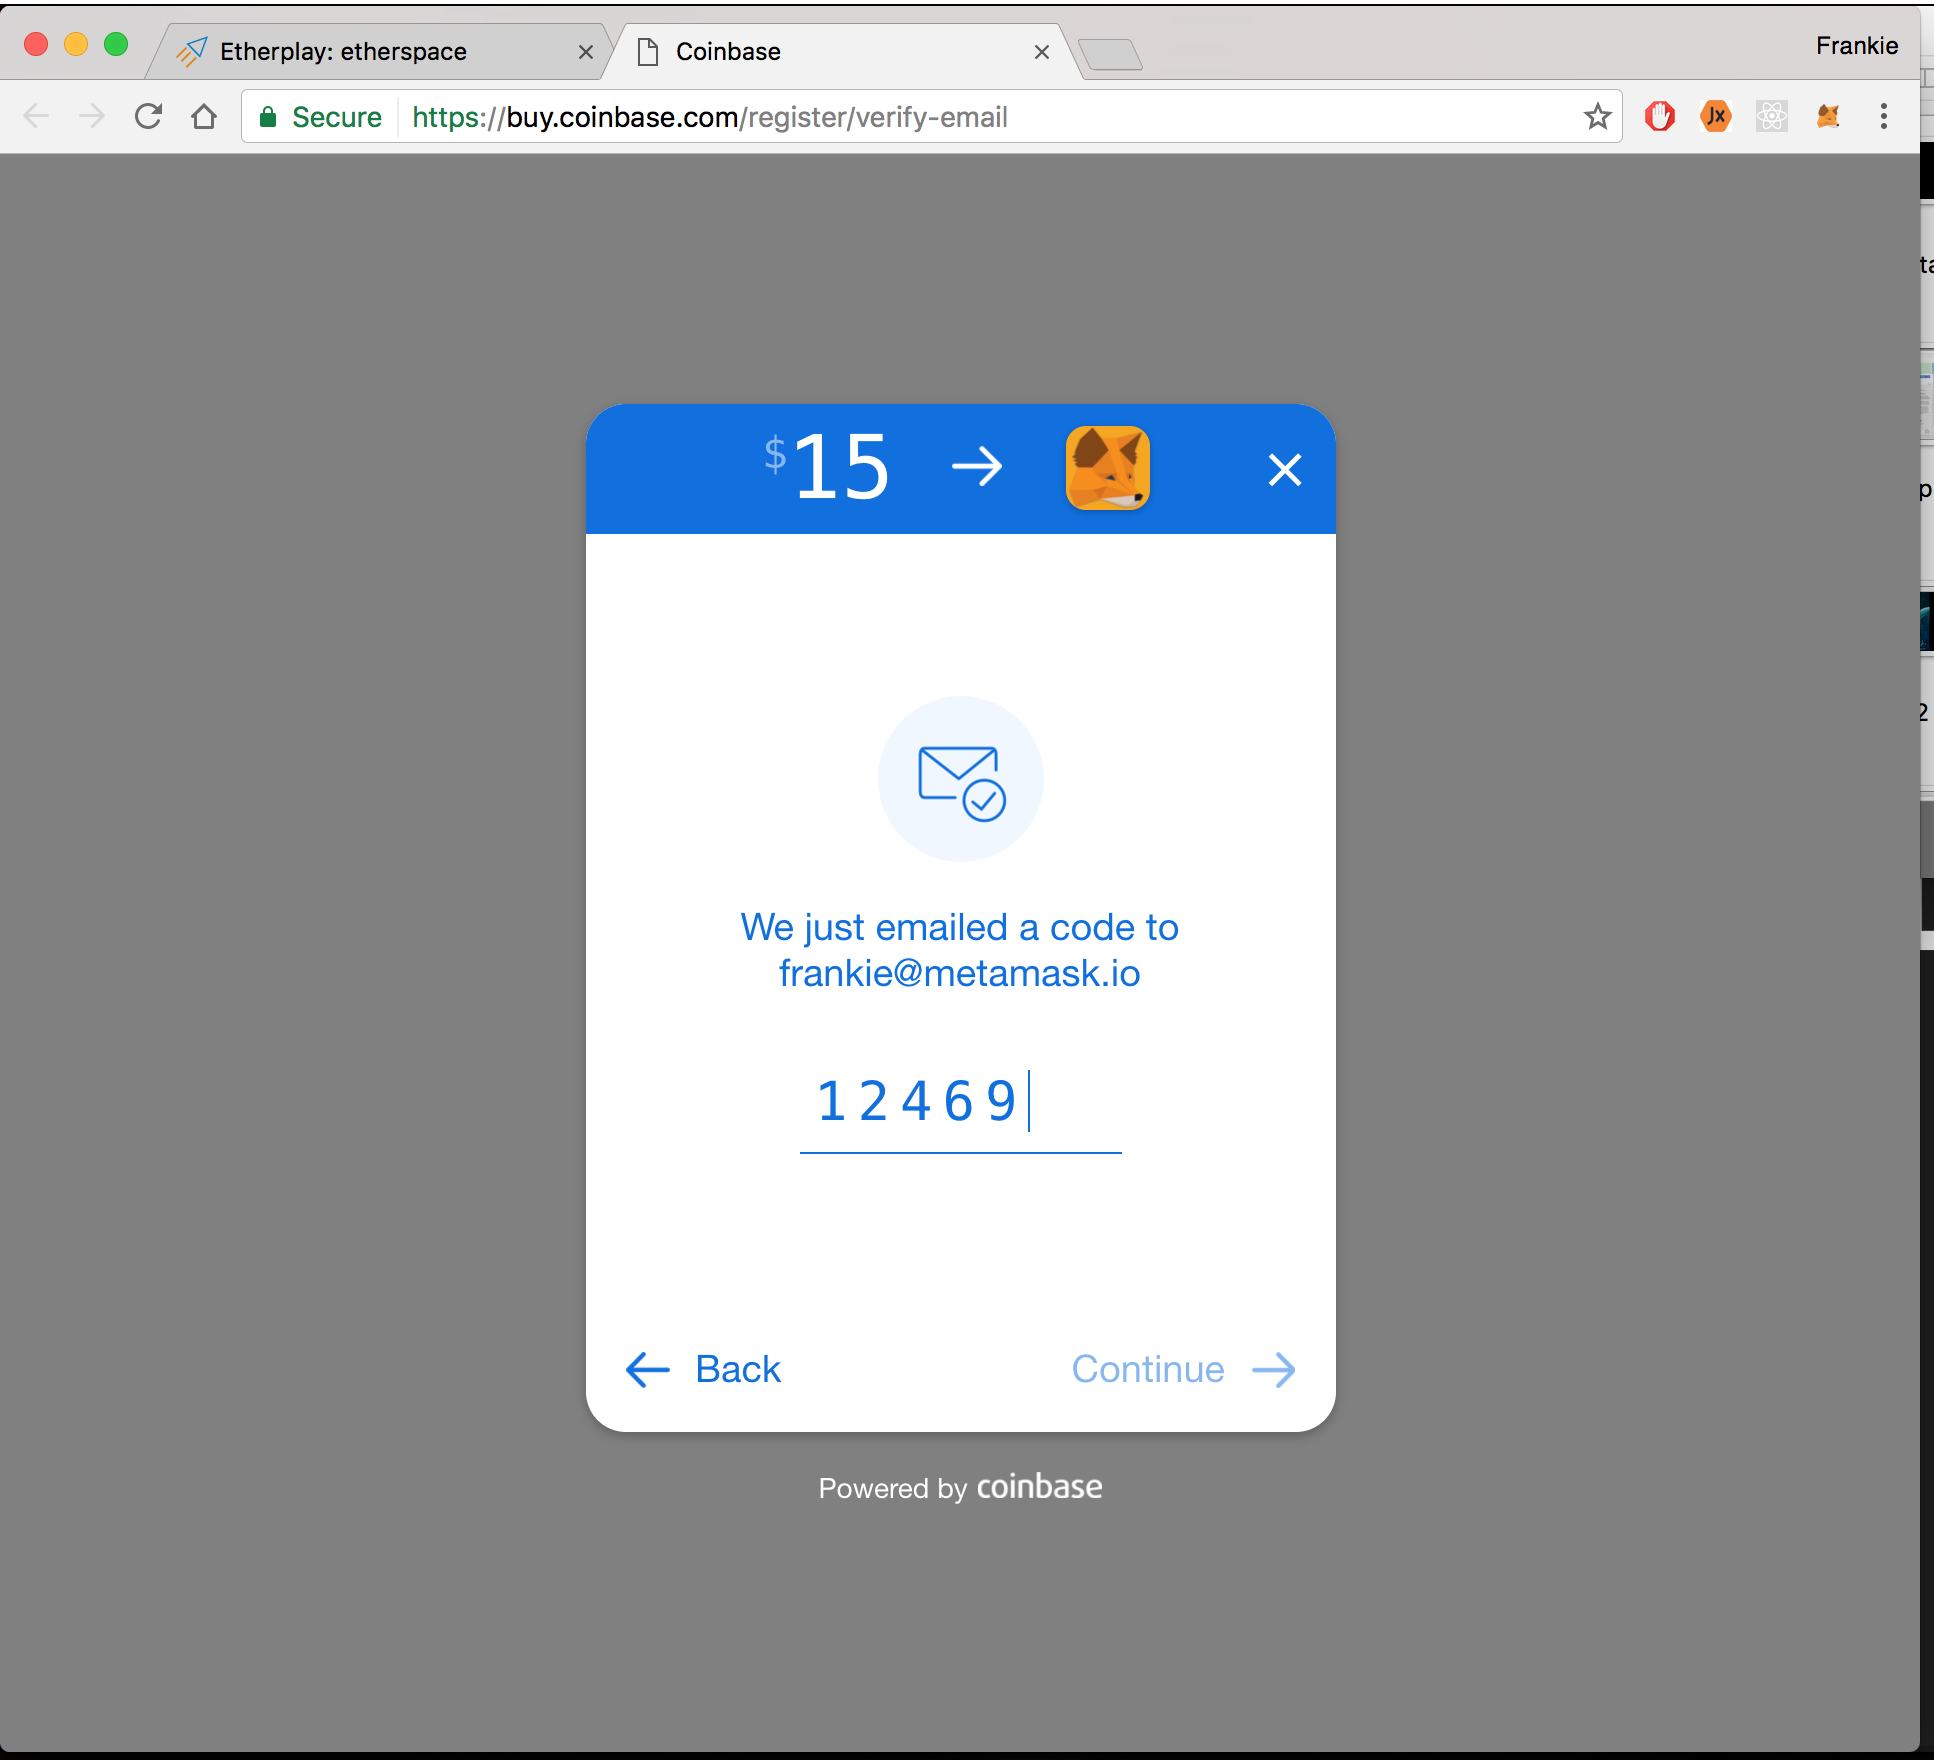 Etherplay: etherspace
Coinbase
Frankie
Secure
https://buy.coinbase.com/register/verify-email
$15
We just emailed a code to
frankie@metamask.io
12469
Back
Continue
Powered by coinbase